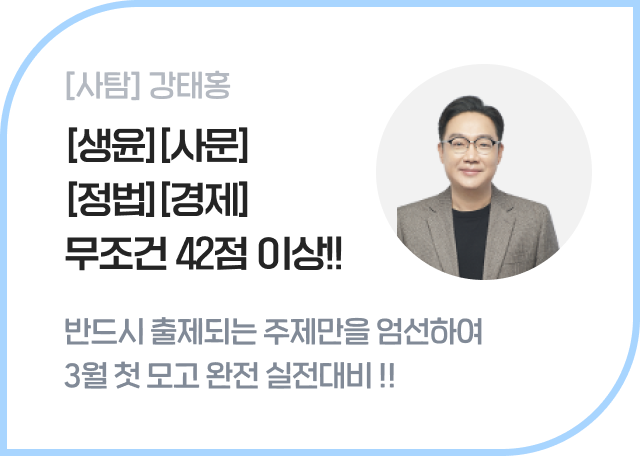 [사탐] 강태홍
[생윤][사문]
[정법][경제]
무조건 42점 이상!!
반드시 출제되는 주제만을 엄선하여
3월 첫 모고 완전 실전대비 !!